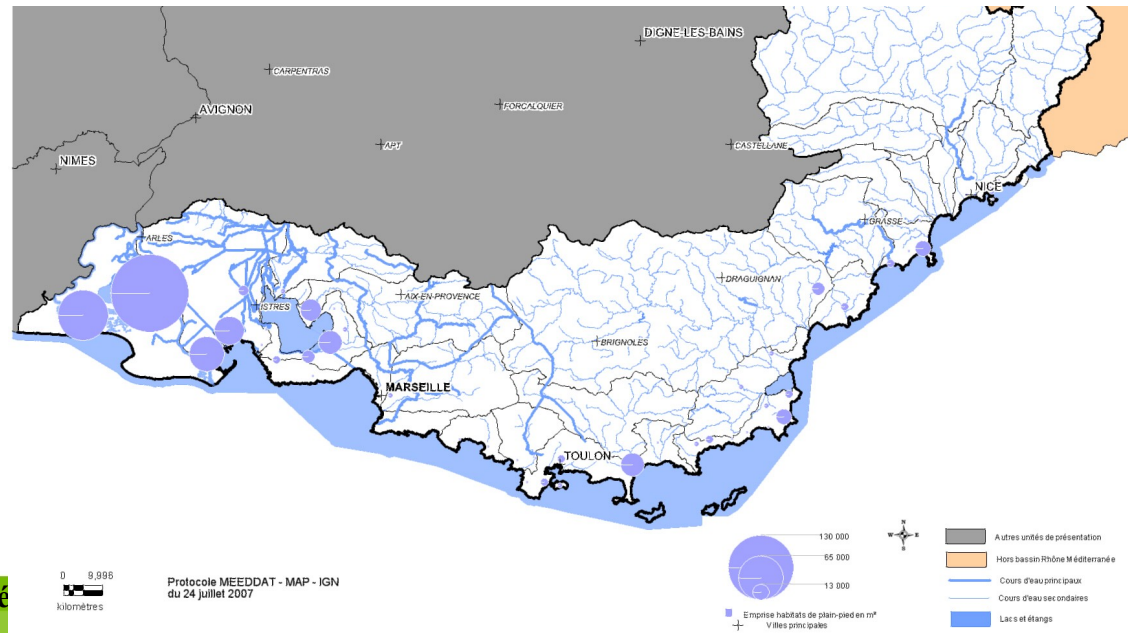 DIGNE-LES-BAINS
CARPENTRAS
AVIGNON
FORCALQUIER
APT
CASTELLANE
NIMES
NICE
GRASSE
ARLES
DRAGUIGNAN
AIX-EN-PROVENCE
ISTRES
BRIGNOLES
MARSEILLE
TOULON
130 000
65 000
13 000
Emprise habitats de plain-pied en m²
Villes principales
N
W E
S
Autres unités de présentation
Hors bassin Rhône Méditerranée
Cours d'eau principaux
Cours d'eau secondaires
Lacs et étangs
0 9,996
kilomètres
Protocole MEEDDAT - MAP - IGN
du 24 juillet 2007
é